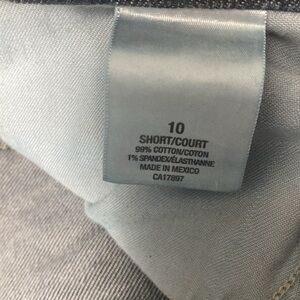 10
SHORT/COURT
99% COTTON/COTON
1% SPANDEX/ÉLASTHANNE
MADE IN MEXICO
CA17897